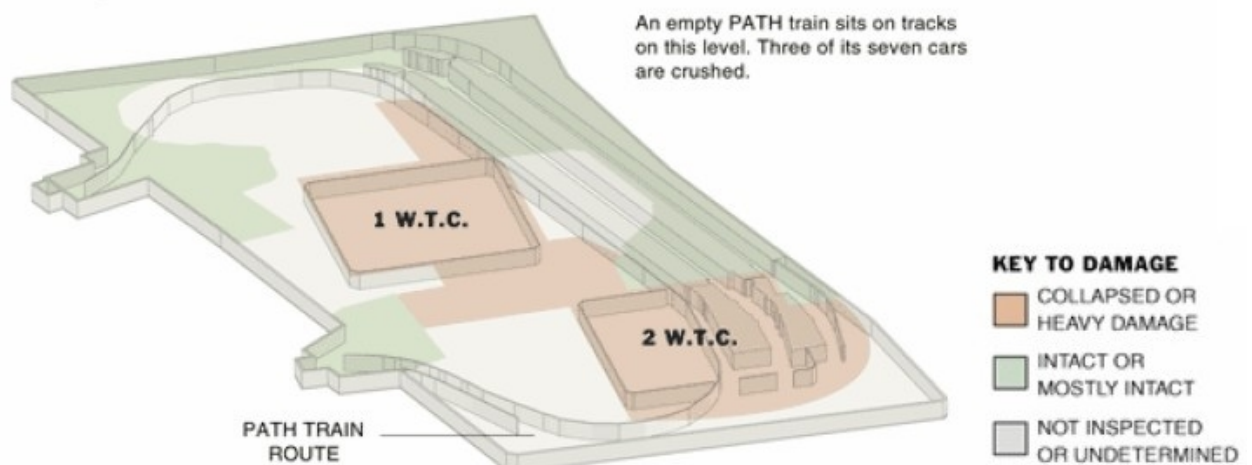 An empty PATH train sits on tracks
on this level. Three of its seven cars
are crushed.
1 W.T.C.
2 W.T.C.
PATH TRAIN
ROUTE
KEY TO DAMAGE
COLLAPSED OR
HEAVY DAMAGE
INTACT OR
MOSTLY INTACT
NOT INSPECTED
OR UNDETERMINED